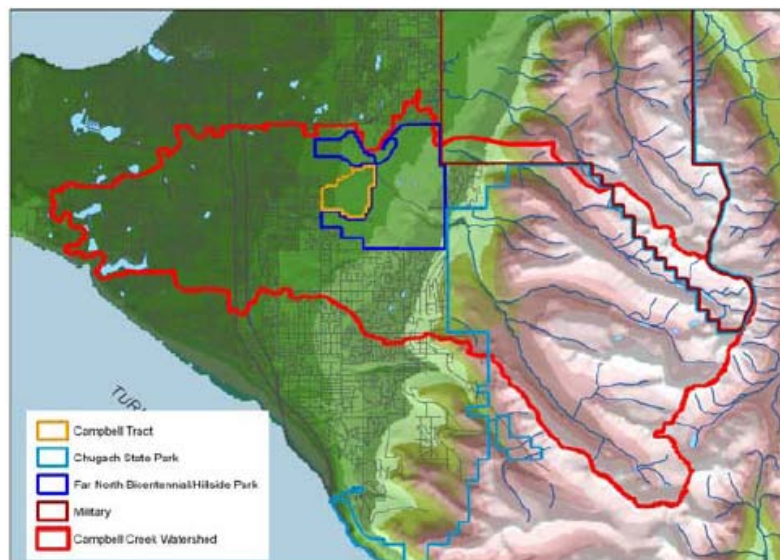 TUR
Campbell Tract
Chugach State Park
Far North Bicentennial/Hillside Park
Military
Campbell Creek Watershed